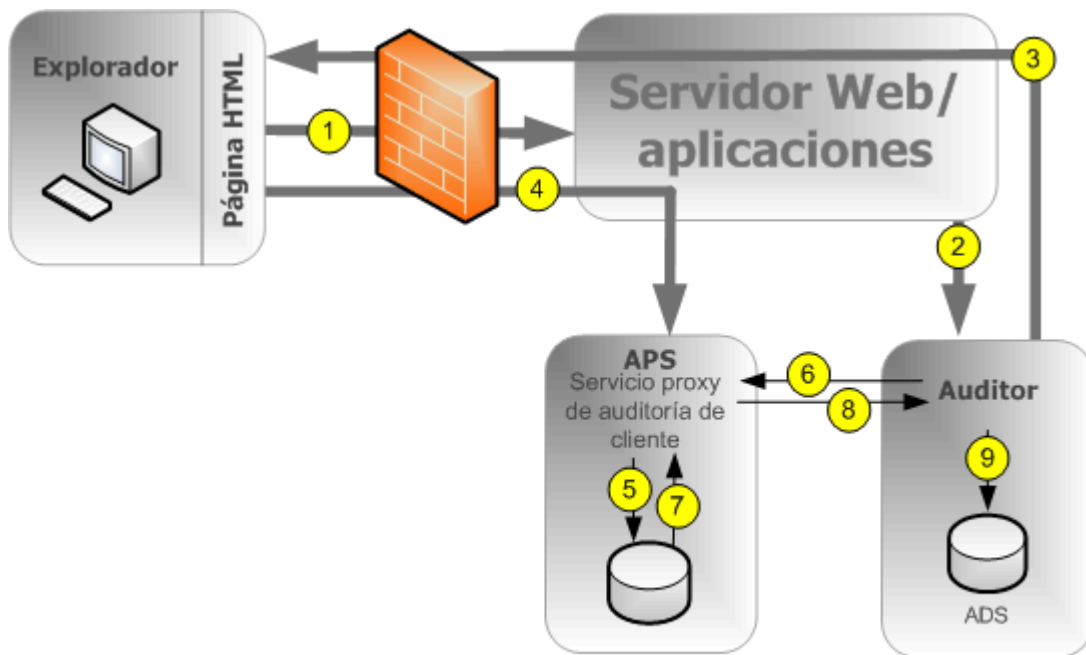 Explorador
Página HTML
1
3
Servidor Web/
aplicaciones
4
2
APS
Servicio proxy
de auditoría de
cliente
6
8
Auditor
5
7
9
ADS